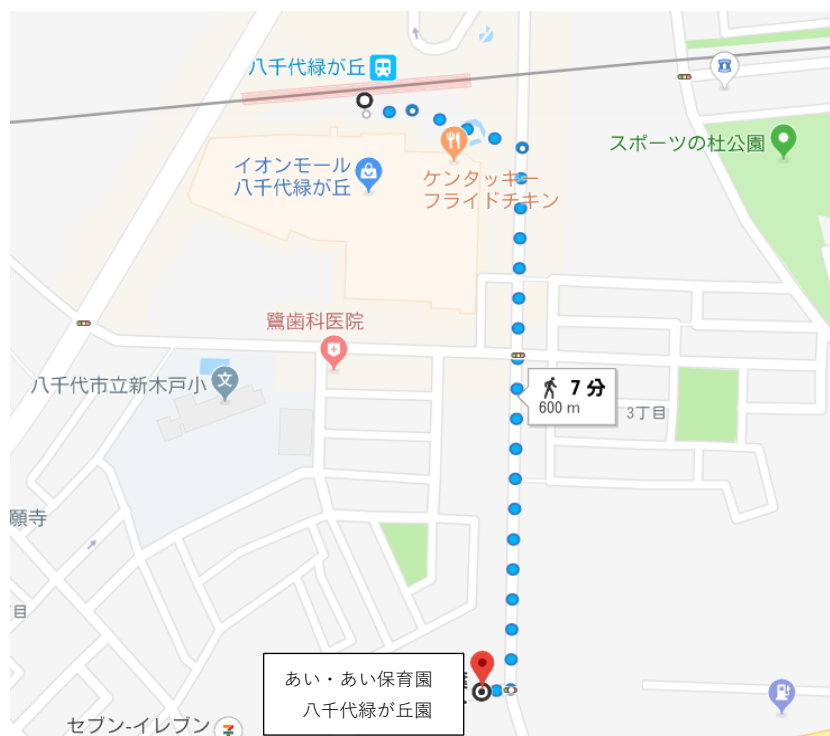 八千代緑が丘
スポーツの杜公園
イオンモール
八千代緑が丘
ケンタッキー
フライドチキン
鷺歯科医院
八千代市立新木戸小
文
7 分
600 m
3丁目
願寺
目
あい・あい保育園
八千代緑が丘園
セブン-イレブン